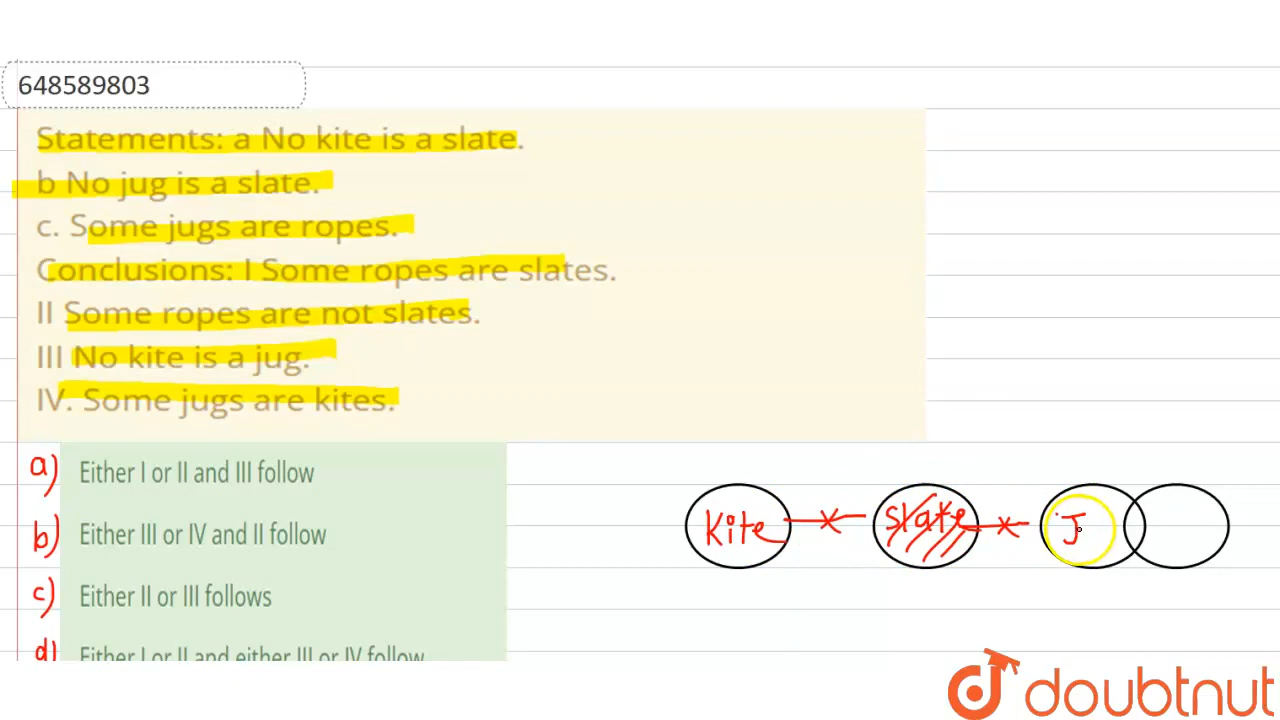 648589803
Statements: a No kite is a slate.
b No jug is a slate.
c. Some jugs are ropes.
Conclusions: I Some ropes are slates.
II Some ropes are not slates.
III No kite is a jug.
IV. Some jugs are kites.
a) Either I or II and III follow
b) Either III or IV and II follow
c) Either II or III follows
d) Either I or II and either III or IV follow
Kite slate J
doubtnut